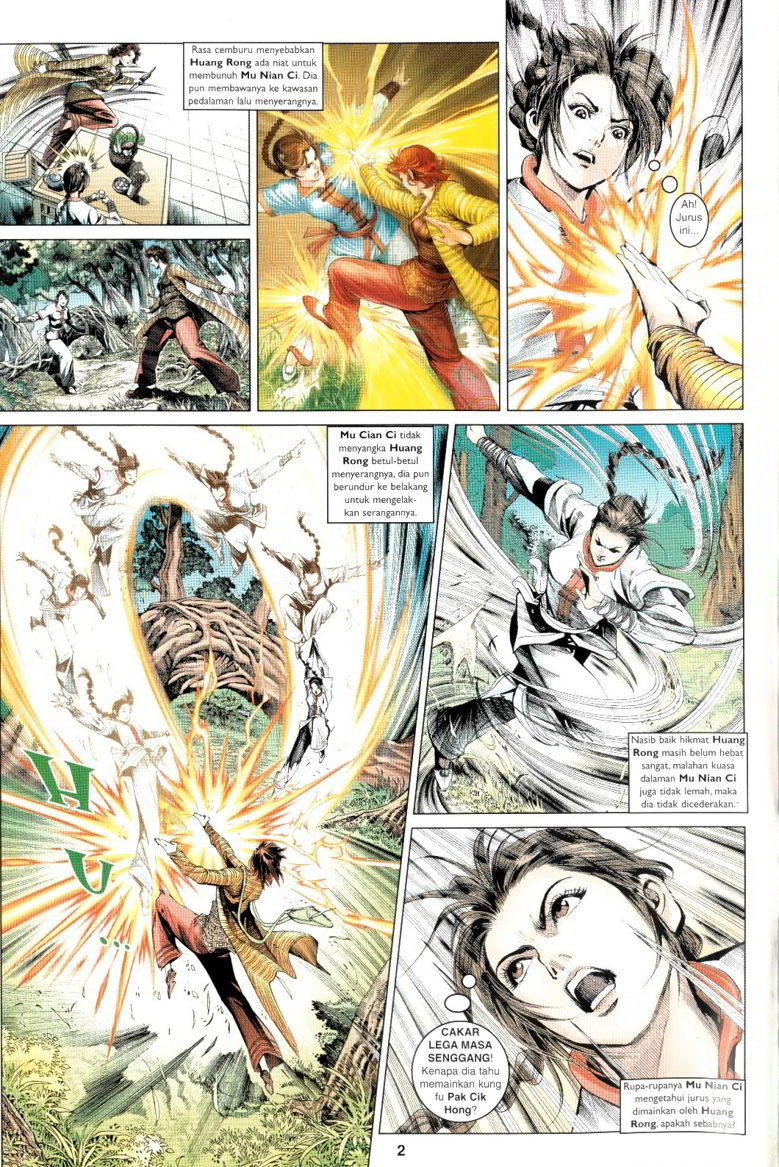 Rasa cemburu menyebabkan
Huang Rong ada niat untuk
membunuh Mu Nian Ci. Dia
pun membawanya ke kawasan
pedalaman lalu menyerangnya.
Ah!
Jurus
ini...
Mu Cian Ci tidak
menyangka Huang
Rong betul-betul
menyerangnya, dia pun
berundur ke belakang
untuk mengelak-
kan serangannya.
Nasib baik hikmat Huang
Rong masih belum hebat
sangat, malahan kuasa
dalaman Mu Nian Ci
juga tidak lemah, maka
dia tidak dicederakan.
H
U
...
CAKAR
LEGA MASA
SENGGANG!
Kenapa dia tahu
memainkan kung
fu Pak Cik
Hong?
Rupa-rupanya Mu Nian Ci
mengetahui jurus yang
dimainkan oleh Huang
Rong, apakah sebabnya?
2